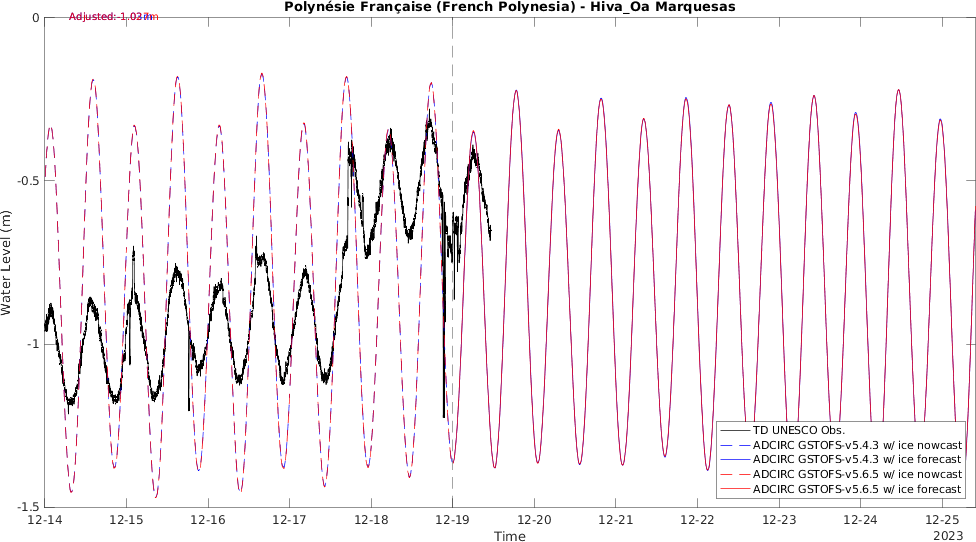 Polynésie Française (French Polynesia) - Hiva_Oa Marquesas
Adjusted:-1.02
0
-0.5
-1
-1.5
Water Level (m)
TD UNESCO Obs.
ADCIRC GSTOFS-v5.4.3 w/ ice nowcast
ADCIRC GSTOFS-v5.4.3 w/ ice forecast
ADCIRC GSTOFS-v5.6.5 w/ ice nowcast
ADCIRC GSTOFS-v5.6.5 w/ ice forecast
12-14 12-15 12-16 12-17 12-18 12-19 12-20 12-21 12-22 12-23 12-24 12-25
2023
Time